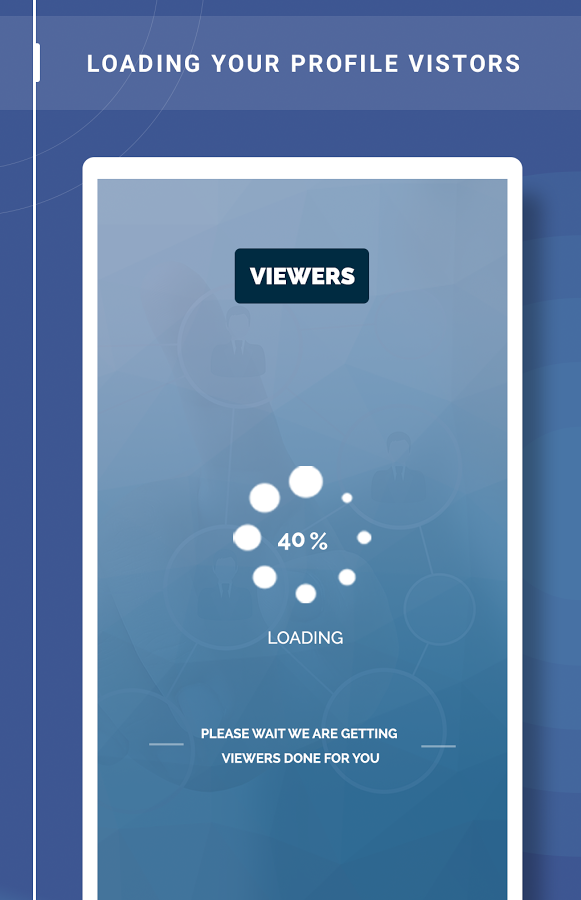 LOADING YOUR PROFILE VISTORS
VIEWERS
40 %
LOADING
PLEASE WAIT WE ARE GETTING
VIEWERS DONE FOR YOU